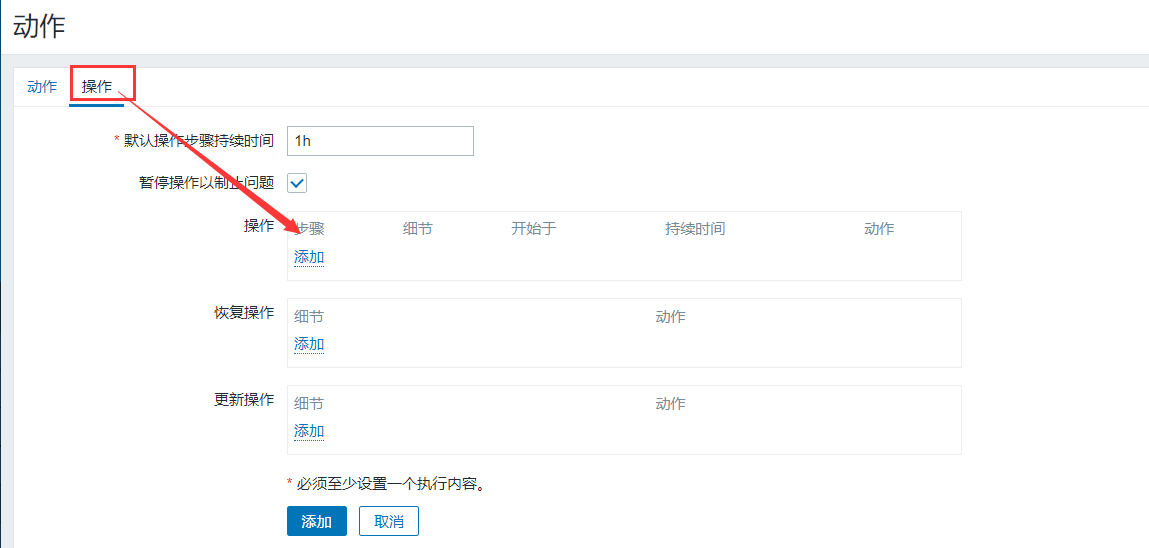 动作
动作 操作
* 默认操作步骤持续时间 1h
暂停操作以制止问题
操作 步骤 细节 开始于 持续时间 动作
添加
恢复操作 细节 动作
添加
更新操作 细节 动作
添加
* 必须至少设置一个执行内容。
添加 取消